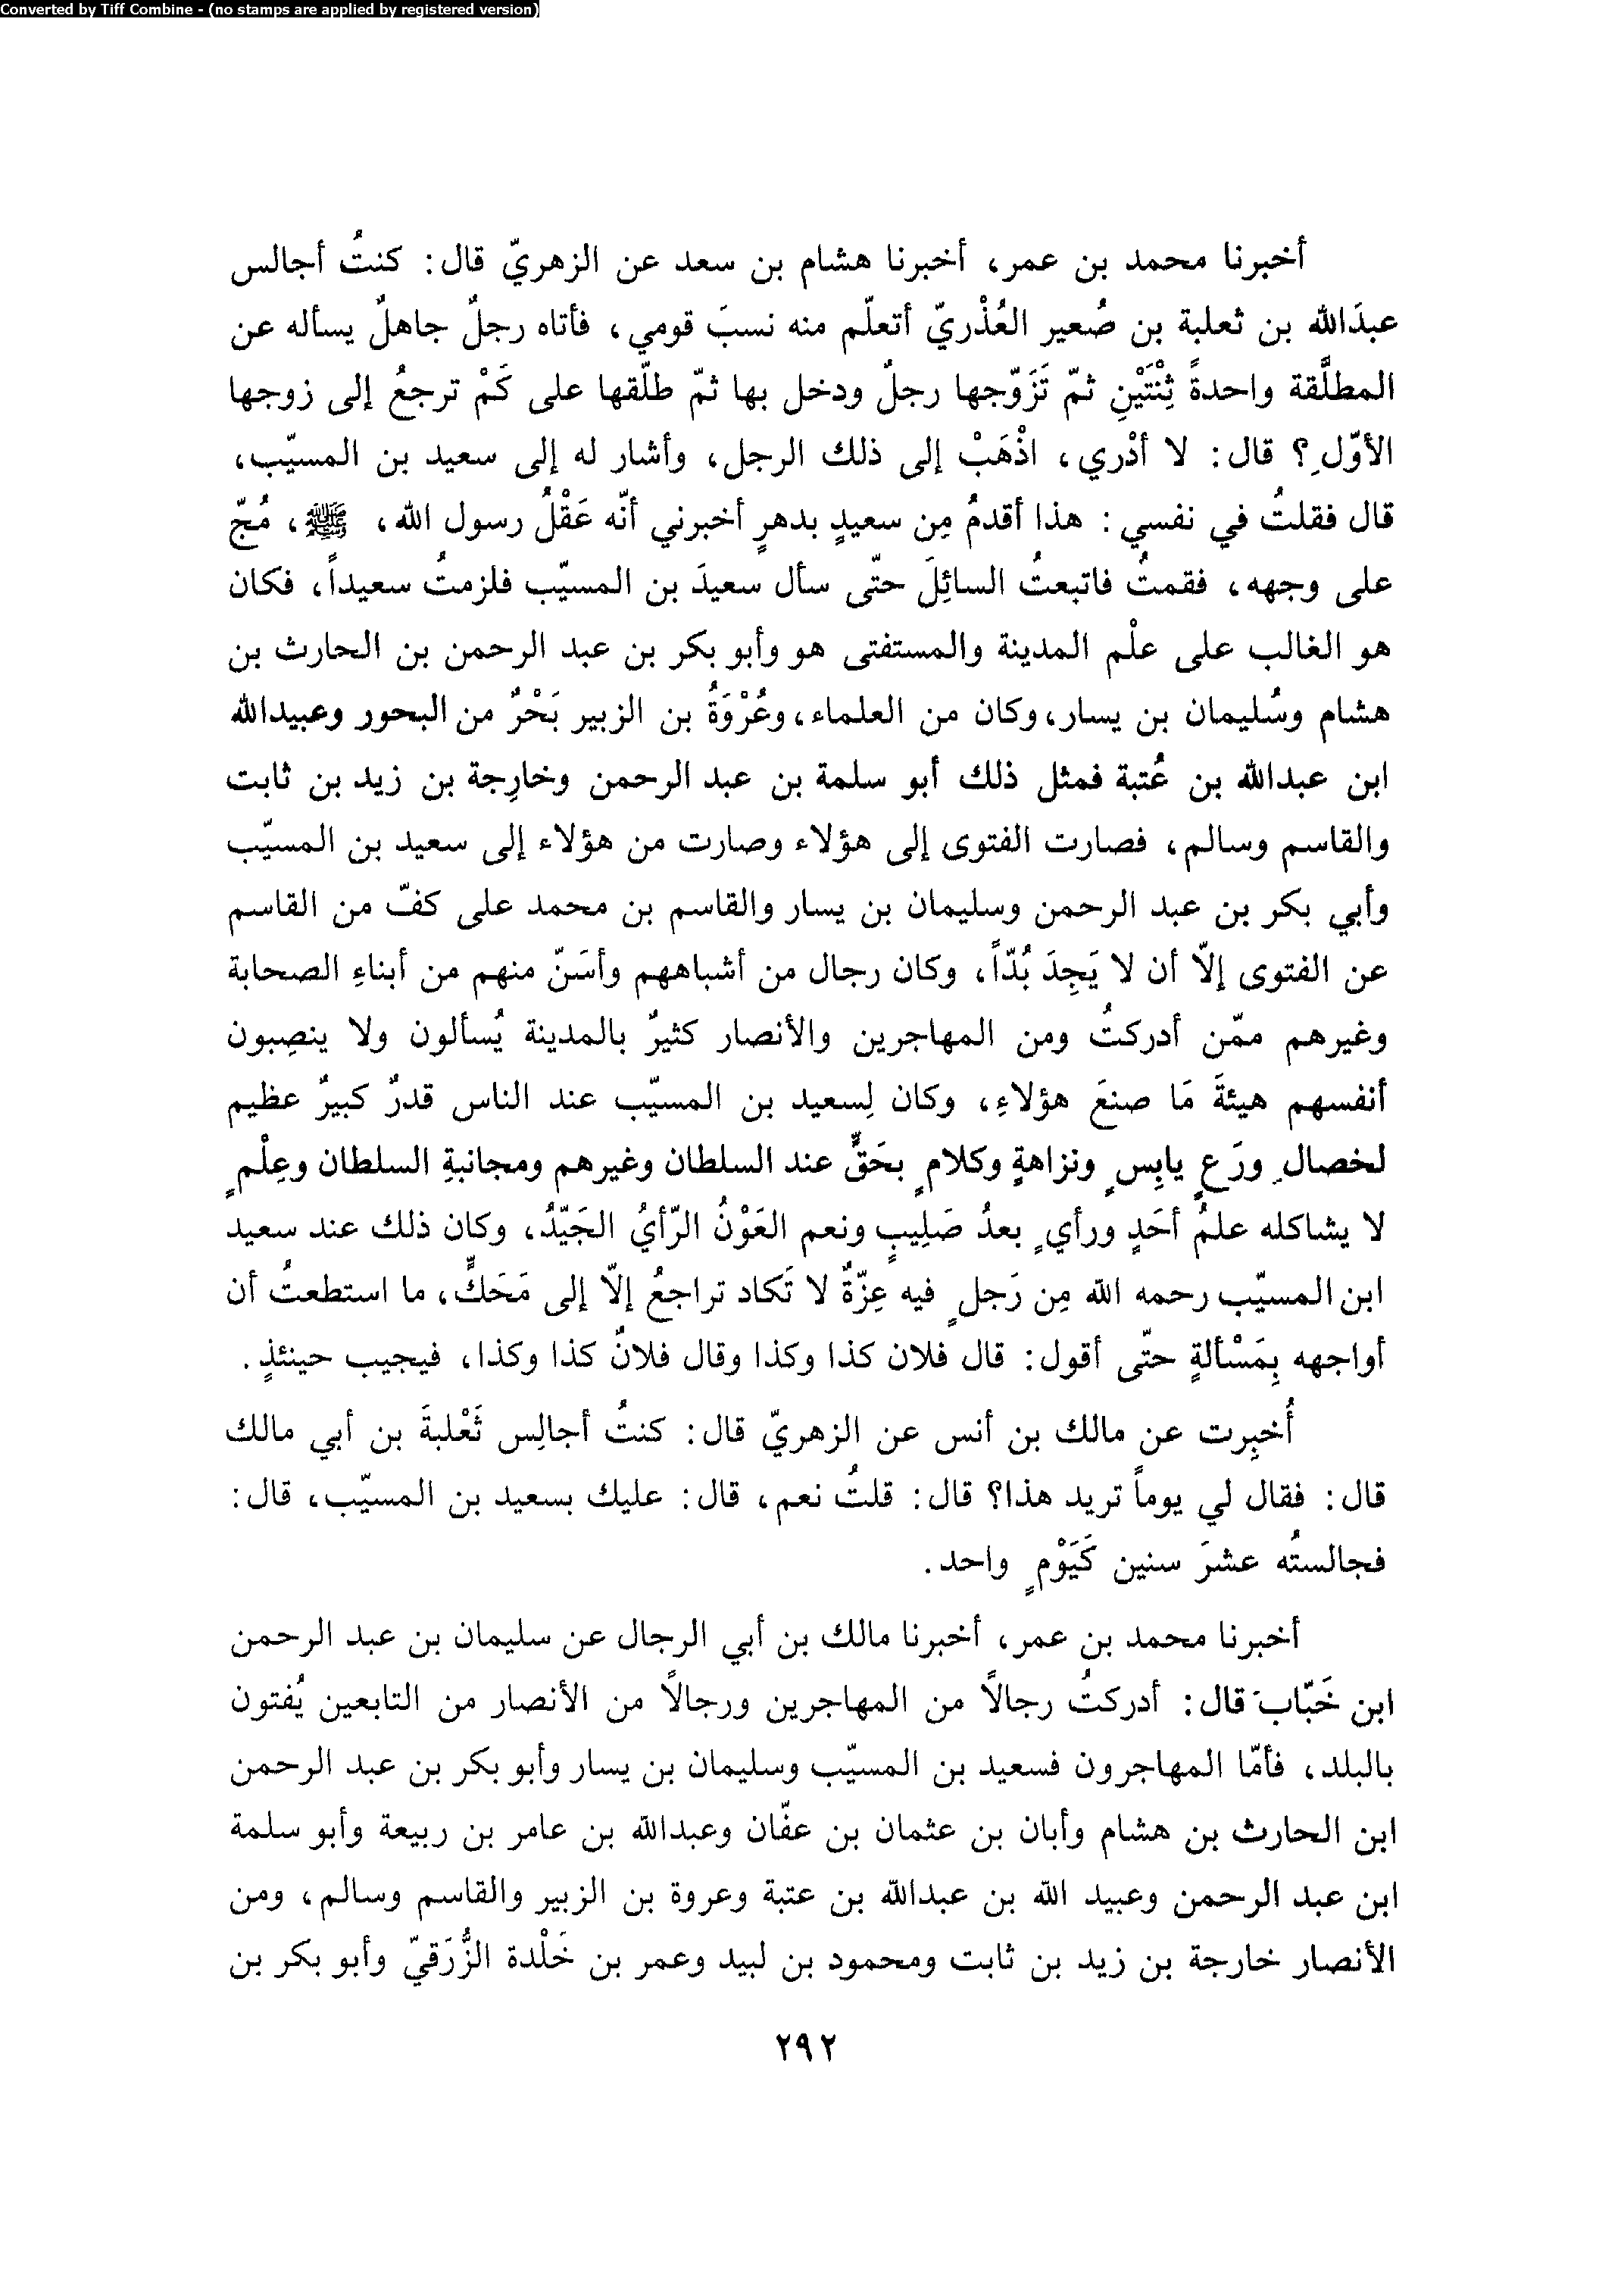 Converted by Tiff Combine - (no stamps are applied by registered version)
أخبرنا محمد بن عمر، أخبرنا هشام بن سعد عن الزهريّ قال: كنتُ أجالس
عبدَالله بن ثعلبة بن صُعير العُذْريّ أتعلّم منه نسبَ قومي، فأتاه رجلٌ جاهلٌ يسأله عن
المطلَّقة واحدةً ثِنْتَيْنِ ثمّ تَزَوّجها رجلٌ ودخل بها ثمّ طلّقها على كَمْ ترجعُ إلى زوجها
الأوّلِ؟ قال: لا أدْري، اذْهَبْ إلى ذلك الرجل، وأشار له إلى سعيد بن المسيّب،
قال فقلتُ في نفسي: هذا أقدمُ مِن سعيدٍ بدهرٍ أخبرني أنّه عَقْلُ رسول الله، ﷺ، مُجّ
على وجهه، فقمتُ فاتبعتُ السائِلَ حتّى سأل سعيدَ بن المسيّب فلزمتُ سعيداً، فكان
هو الغالب على علْم المدينة والمستفتى هو وأبو بكر بن عبد الرحمن بن الحارث بن
هشام وسُليمان بن يسار، وكان من العلماء، وعُرْوَةُ بن الزبير بَحْرٌ من البحور وعبيدالله
ابن عبدالله بن عُتبة فمثل ذلك أبو سلمة بن عبد الرحمن وخارِجة بن زيد بن ثابت
والقاسم وسالم، فصارت الفتوى إلى هؤلاء وصارت من هؤلاء إلى سعيد بن المسيّب
وأبي بكر بن عبد الرحمن وسليمان بن يسار والقاسم بن محمد على كفّ من القاسم
عن الفتوى إلّا أن لا يَجِدَ بُدّاً، وكان رجال من أشباههم وأسَنّ منهم من أبناءِ الصحابة
وغيرهم ممّن أدركتُ ومن المهاجرين والأنصار كثيرٌ بالمدينة يُسألون ولا ينصِبون
أنفسهم هيئةَ مَا صنعَ هؤلاءِ، وكان لِسعيد بن المسيّب عند الناس قدرٌ كبيرٌ عظيم
لخصالٍ ورَعٍ يابِسٍ ونزاهةٍ وكلامٍ بحَقٍّ عند السلطان وغيرهم ومجانبةِ السلطان وعِلْمٍ
لا يشاكله علمُ أحَدٍ ورأيٍ بعدُ صَلِيبٍ ونعم العَوْنُ الرّأيُ الجَيّدُ، وكان ذلك عند سعيد
ابن المسيّب رحمه الله مِن رَجلٍ فيه عِزّةٌ لا تَكاد تراجعُ إلّا إلى مَحَكٍّ، ما استطعتُ أن
أواجهه بِمَسْألةٍ حتّى أقول: قال فلان كذا وكذا وقال فلانٌ كذا وكذا، فيجيب حينئذٍ.
أُخبِرت عن مالك بن أنس عن الزهريّ قال: كنتُ أجالِس ثَعْلبةَ بن أبي مالك
قال: فقال لي يوماً تريد هذا؟ قال: قلتُ نعم، قال: عليك بسعيد بن المسيّب، قال:
فجالستُه عشرَ سنين كَيَوْمٍ واحد.
أخبرنا محمد بن عمر، أخبرنا مالك بن أبي الرجال عن سليمان بن عبد الرحمن
ابن خَبّابَ قال: أدركتُ رجالاً من المهاجرين ورجالاً من الأنصار من التابعين يُفتون
بالبلد، فأمّا المهاجرون فسعيد بن المسيّب وسليمان بن يسار وأبو بكر بن عبد الرحمن
ابن الحارث بن هشام وأبان بن عثمان بن عفّان وعبدالله بن عامر بن ربيعة وأبو سلمة
ابن عبد الرحمن وعبيد الله بن عبدالله بن عتبة وعروة بن الزبير والقاسم وسالم، ومن
الأنصار خارجة بن زيد بن ثابت ومحمود بن لبيد وعمر بن خَلْدة الزُّرَقيّ وأبو بكر بن
٢٩٢